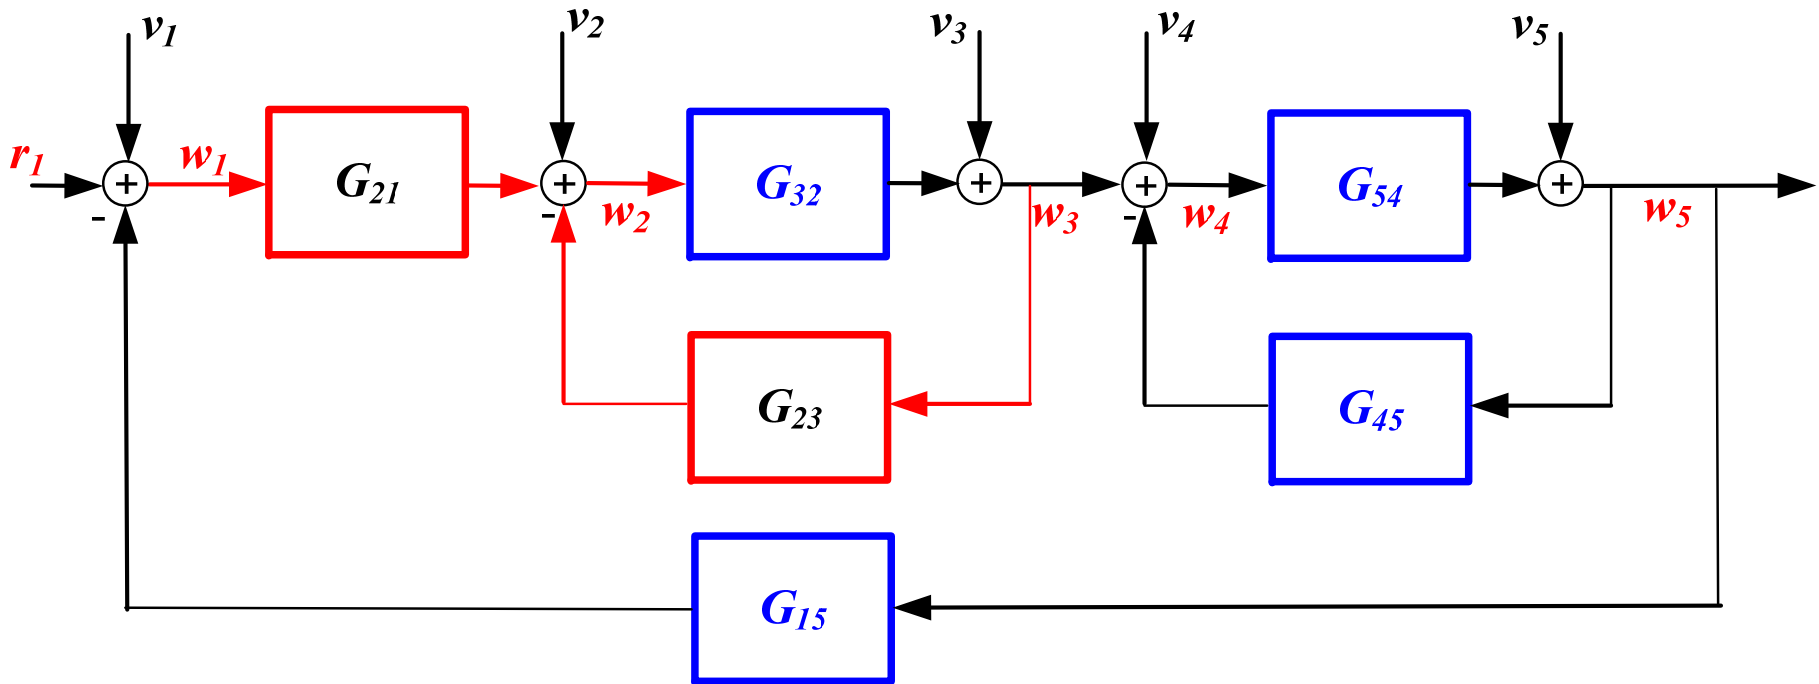 v1
v2
v3
v4
v5
r1
w1
G21
+
-
w2
+
-
G32
+
w3
+
-
w4
G54
+
w5
G23
G45
G15